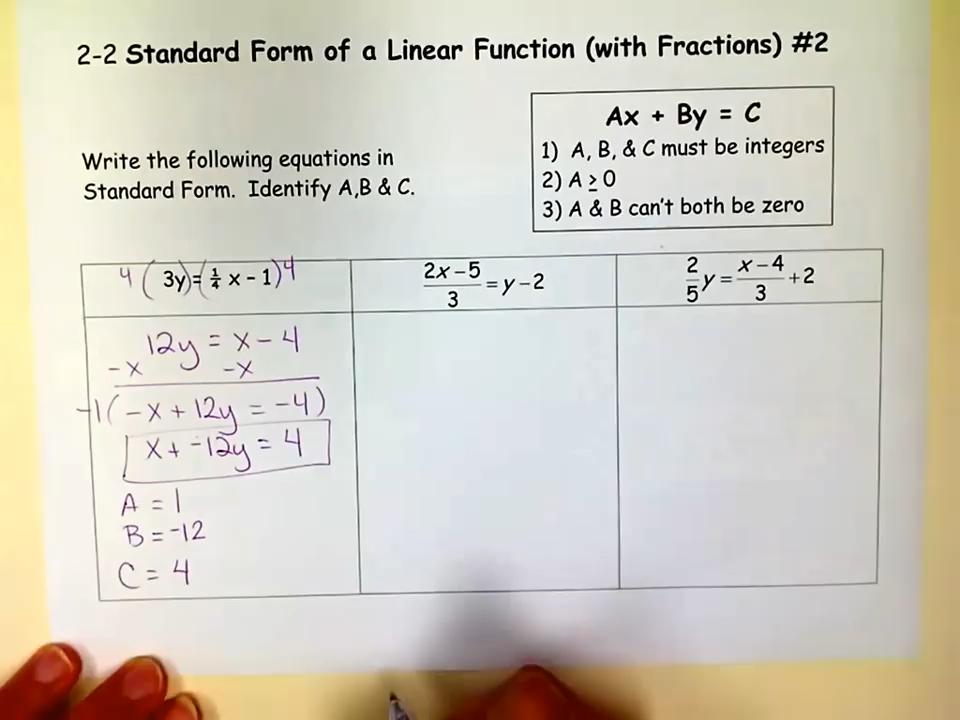 2-2 Standard Form of a Linear Function (with Fractions) #2
Ax + By = C
1) A, B, & C must be integers
2) A ≥ 0
3) A & B can't both be zero
Write the following equations in
Standard Form. Identify A,B & C.
4 ( 3y) = (¼ x - 1) 4
12y = x - 4
-x -x
-1( -x + 12y = -4)
x + -12y = 4
A = 1
B = -12
C = 4
(2x-5)/3 = y-2
2/5 y = (x-4)/3 + 2